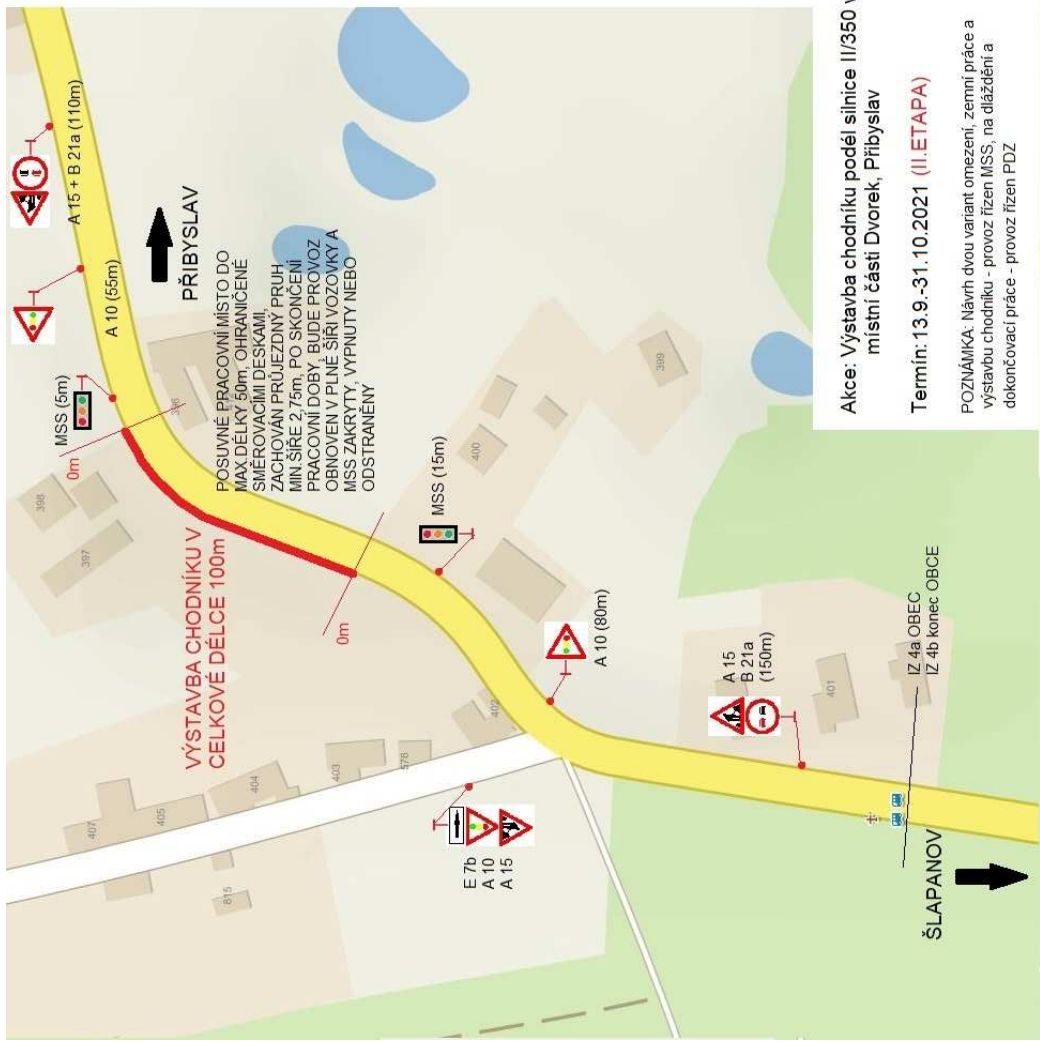 A 15 + B 21a (110m)
A 10 (55m)
PŘIBYSLAV
MSS (5m)
0m
398
397
396
VÝSTAVBA CHODNÍKU V
CELKOVÉ DÉLCE 100m
POSUVNÉ PRACOVNÍ MÍSTO DO
MAX.DÉLKY 50m, OHRANIČENÉ
SMĚROVACÍMI DESKAMI,
ZACHOVÁN PRŮJEZDNÝ PRUH
MIN.ŠÍŘE 2,75m, PO SKONČENÍ
PRACOVNÍ DOBY, BUDE PROVOZ
OBNOVEN V PLNÉ ŠÍŘI VOZOVKY A
MSS ZAKRYTY, VYPNUTY NEBO
ODSTRANĚNY
0m
MSS (15m)
400
399
407
405
404
403
576
402
815
E 7b
A 10
A 15
A 10 (80m)
A 15
B 21a
(150m)
401
IZ 4a OBEC
IZ 4b konec OBCE
ŠLAPANOV
Akce: Výstavba chodníku podél silnice II/350 v
místní části Dvorek, Přibyslav
Termín: 13.9.-31.10.2021 (II.ETAPA)
POZNÁMKA: Návrh dvou variant omezení, zemní práce a
výstavbu chodníku - provoz řízen MSS, na dláždění a
dokončovací práce - provoz řízen PDZ